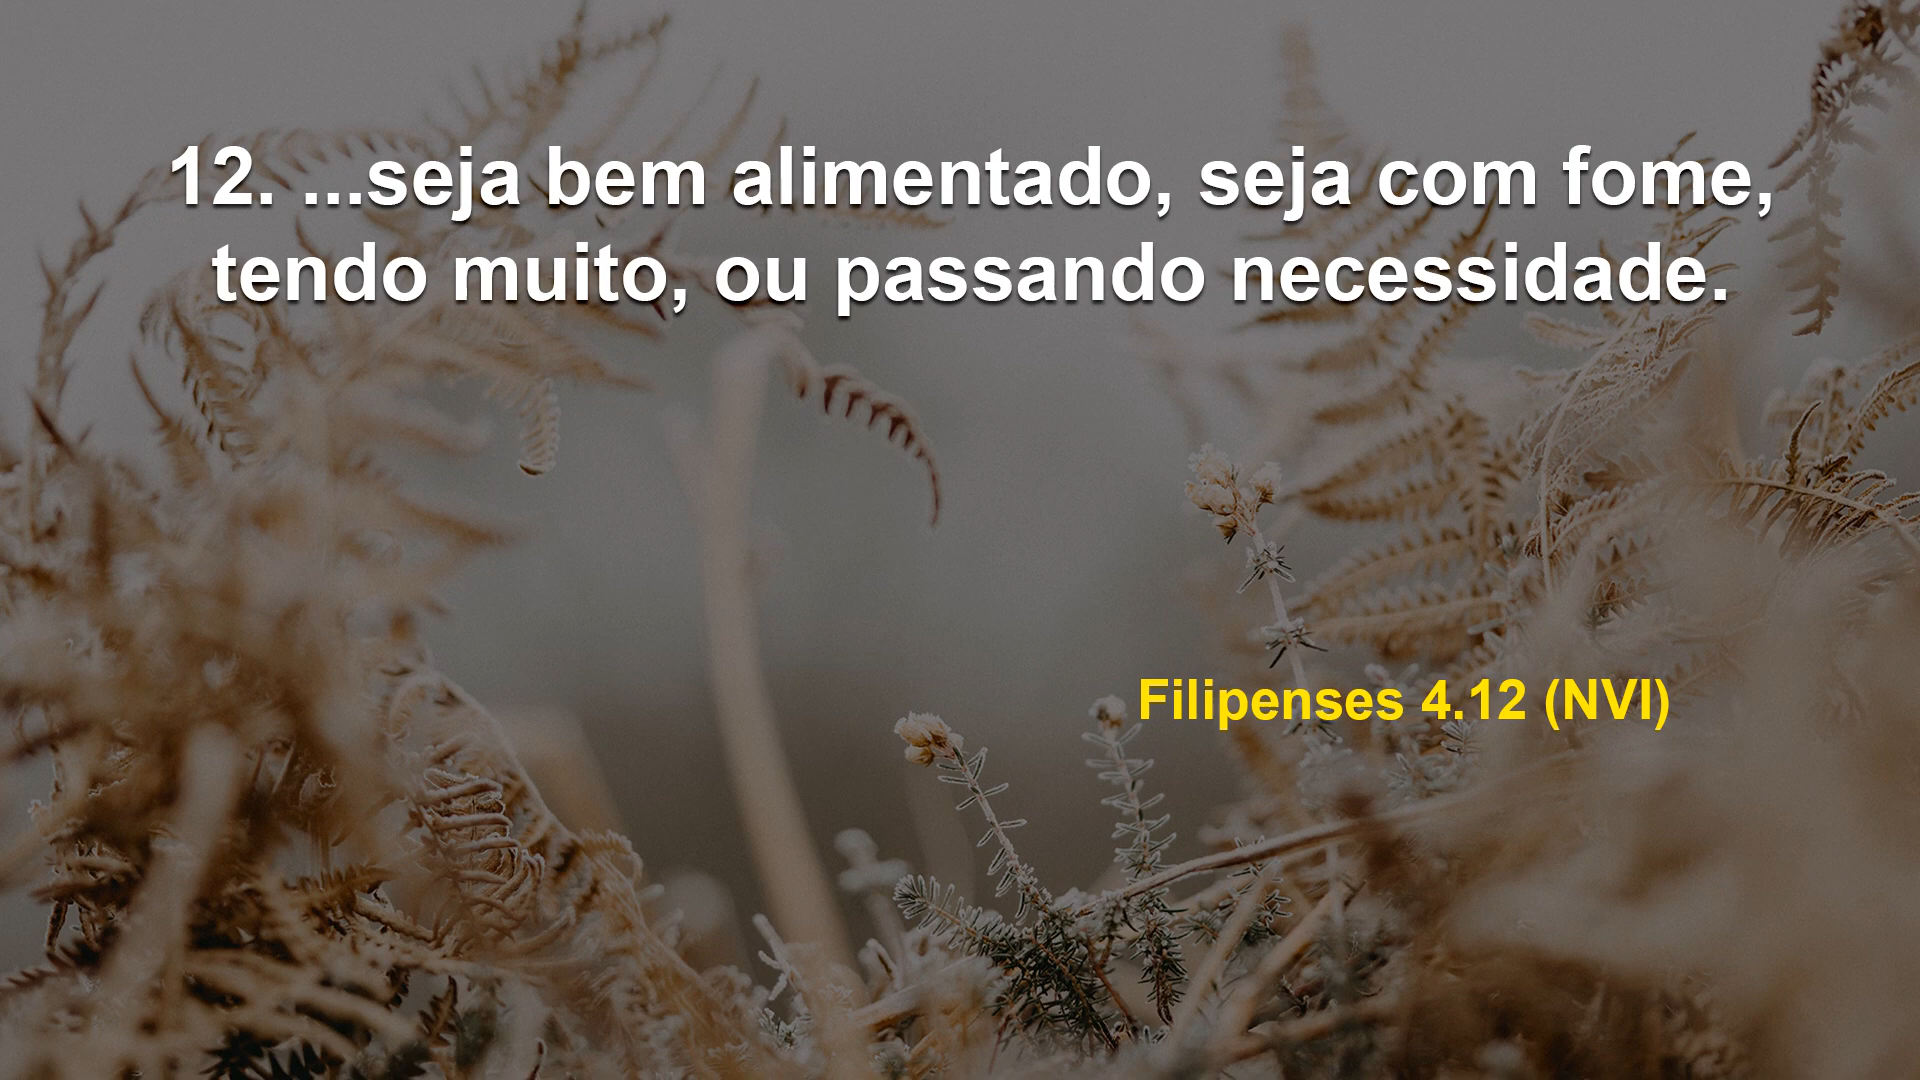 12. ...seja bem alimentado, seja com fome,
tendo muito, ou passando necessidade.
Filipenses 4.12 (NVI)